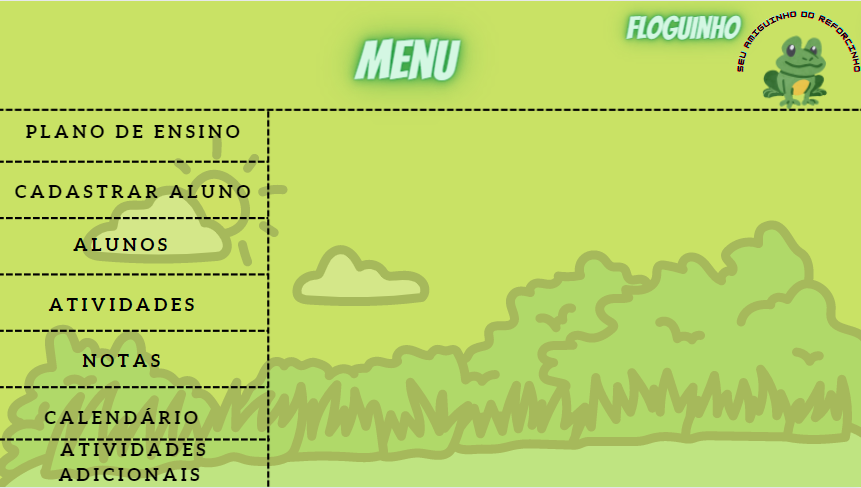 MENU
FLOGUINHO
SEU AMIGUINHO DO REFORCINHO
PLANO DE ENSINO
CADASTRAR ALUNO
ALUNOS
ATIVIDADES
NOTAS
CALENDÁRIO
ATIVIDADES
ADICIONAIS